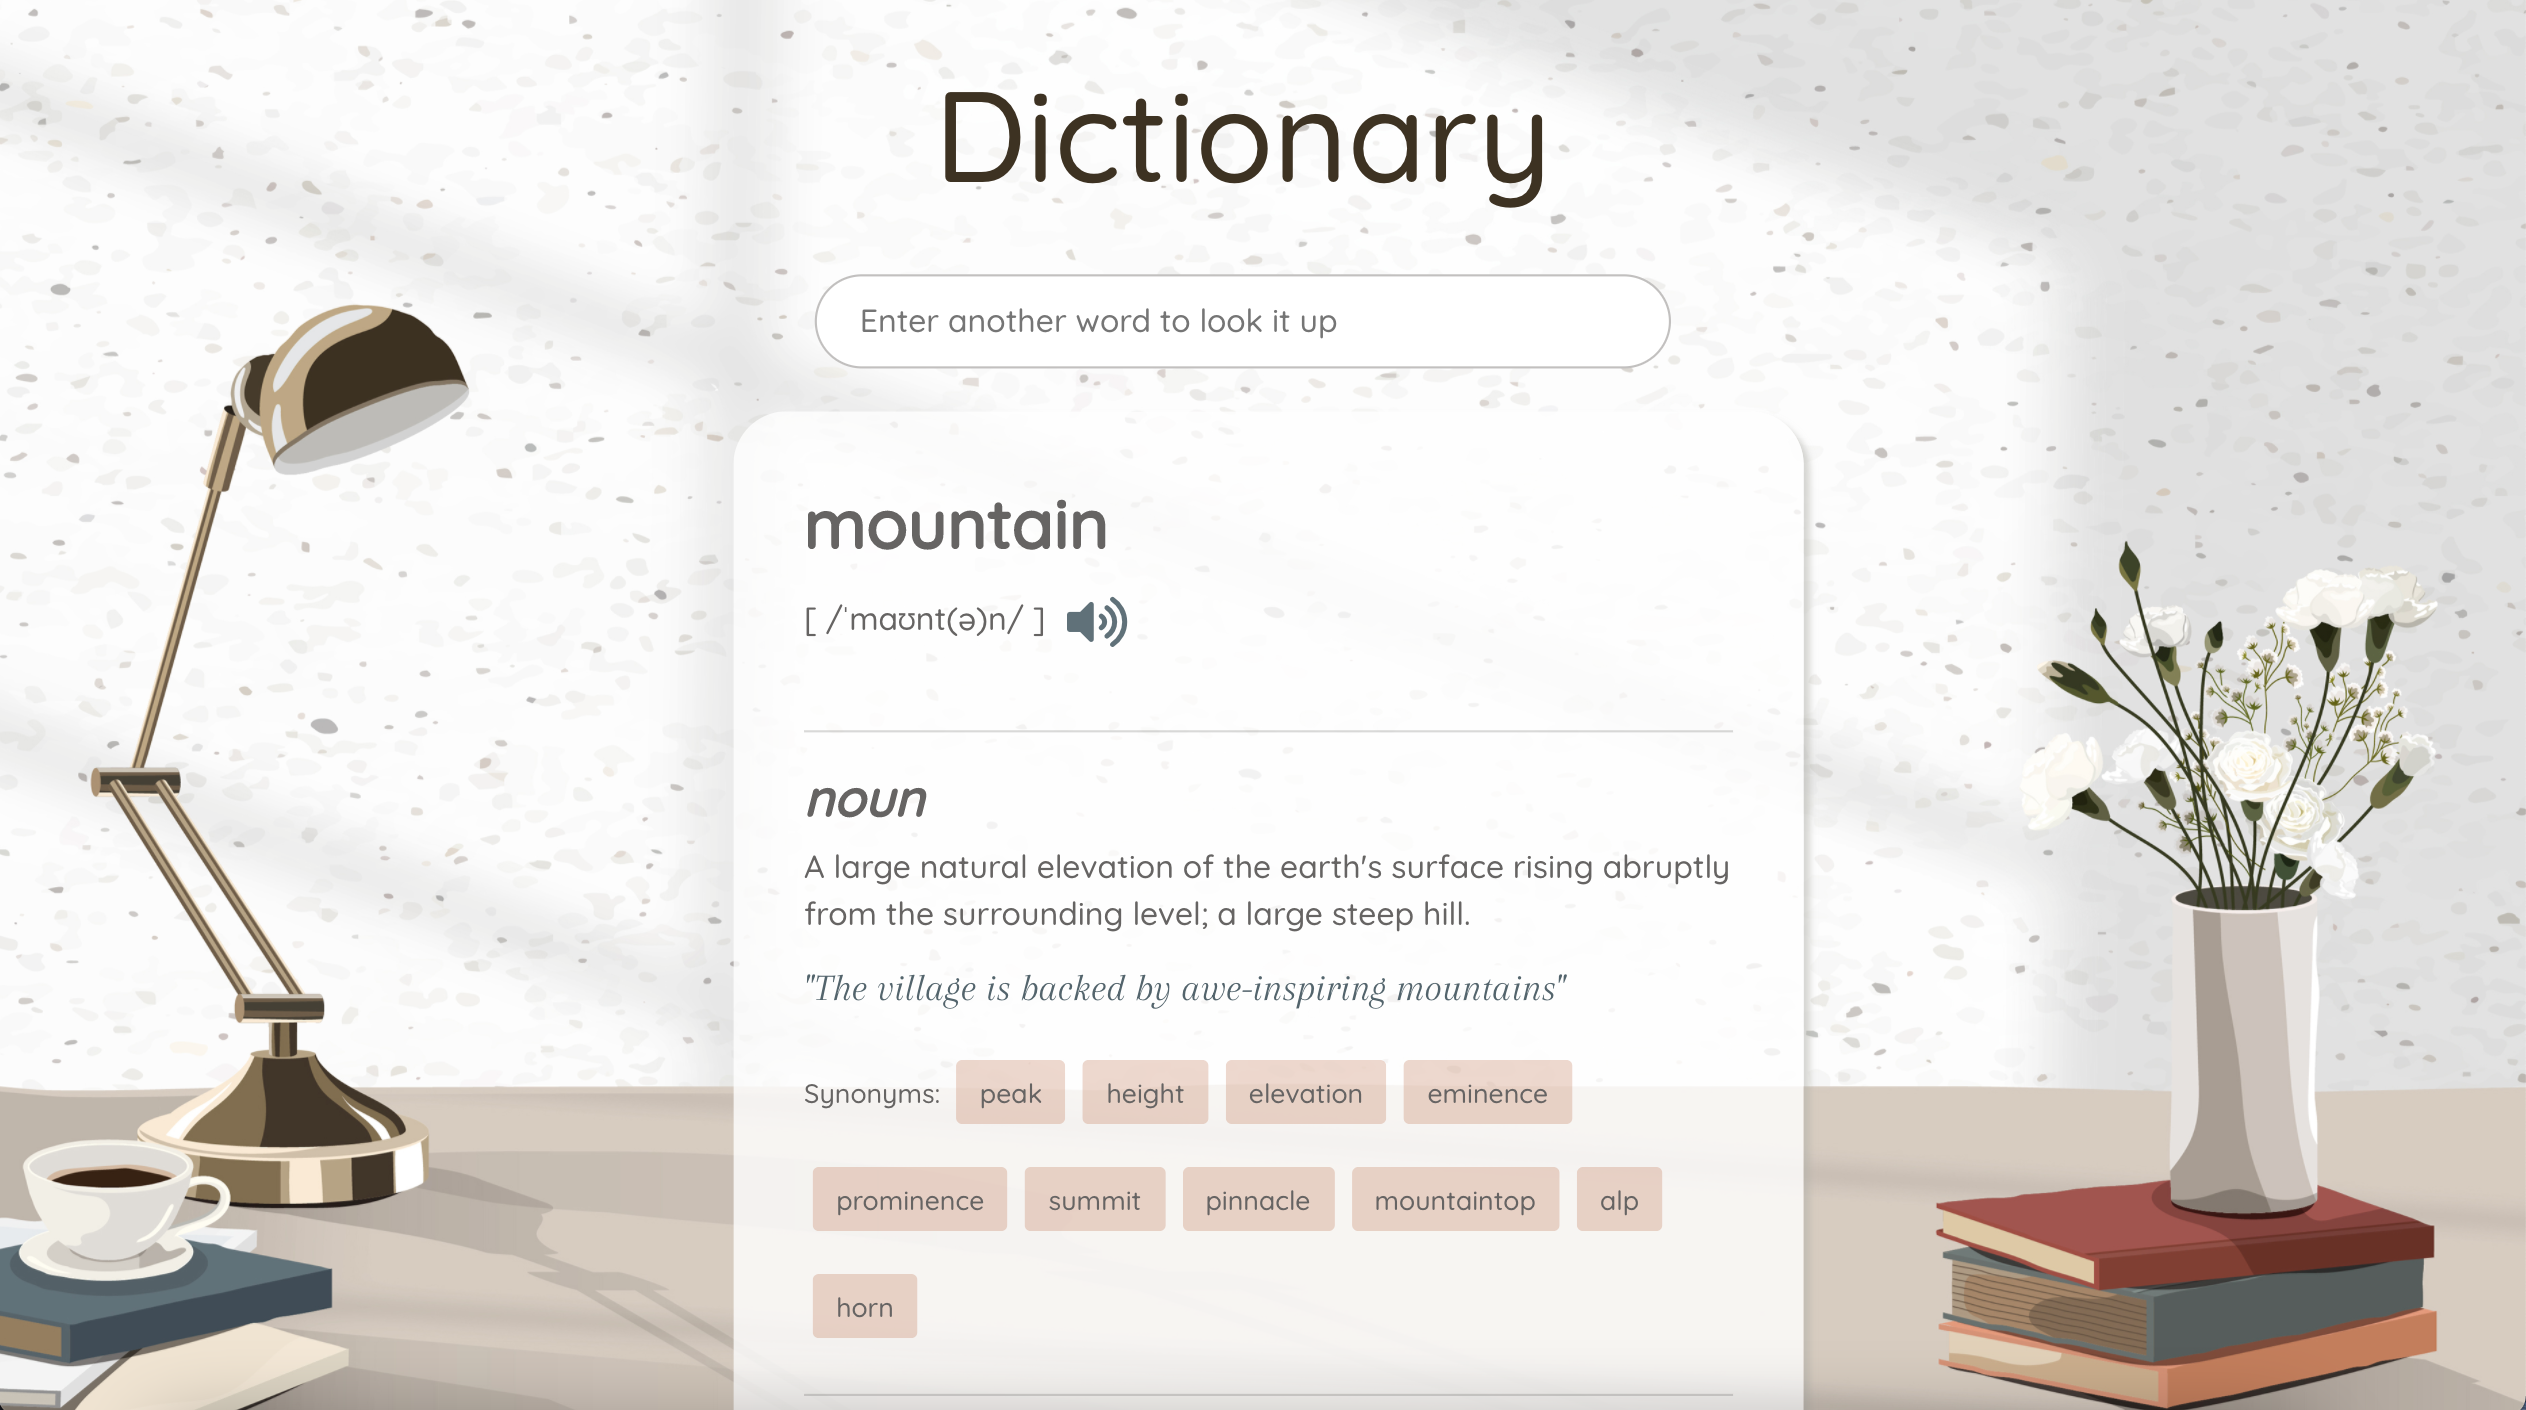 Dictionary
Enter another word to look it up
mountain
[ /ˈmaʊnt(ə)n/ ]
noun
A large natural elevation of the earth's surface rising abruptly
from the surrounding level; a large steep hill.
"The village is backed by awe-inspiring mountains"
Synonyms: peak height elevation eminence
prominence summit pinnacle mountaintop alp
horn